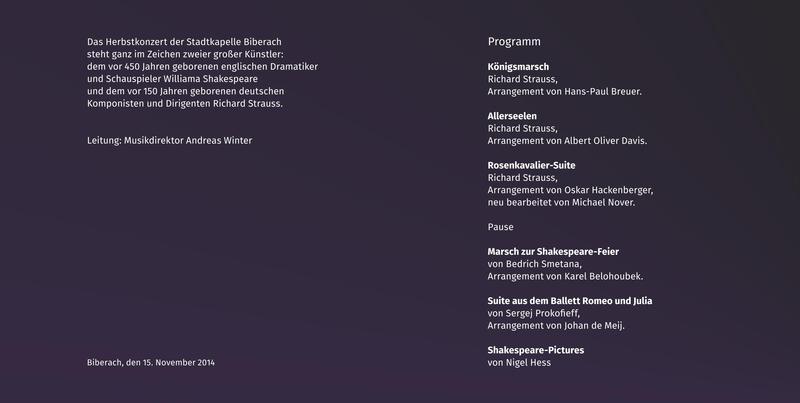 Das Herbstkonzert der Stadtkapelle Biberach
steht ganz im Zeichen zweier großer Künstler:
dem vor 450 Jahren geborenen englischen Dramatiker
und Schauspieler Williama Shakespeare
und dem vor 150 Jahren geborenen deutschen
Komponisten und Dirigenten Richard Strauss.
Leitung: Musikdirektor Andreas Winter
Biberach, den 15. November 2014
Programm
Königsmarsch
Richard Strauss,
Arrangement von Hans-Paul Breuer.
Allerseelen
Richard Strauss,
Arrangement von Albert Oliver Davis.
Rosenkavalier-Suite
Richard Strauss,
Arrangement von Oskar Hackenberger,
neu bearbeitet von Michael Nover.
Pause
Marsch zur Shakespeare-Feier
von Bedrich Smetana,
Arrangement von Karel Belohoubek.
Suite aus dem Ballett Romeo und Julia
von Sergej Prokofieff,
Arrangement von Johan de Meij.
Shakespeare-Pictures
von Nigel Hess